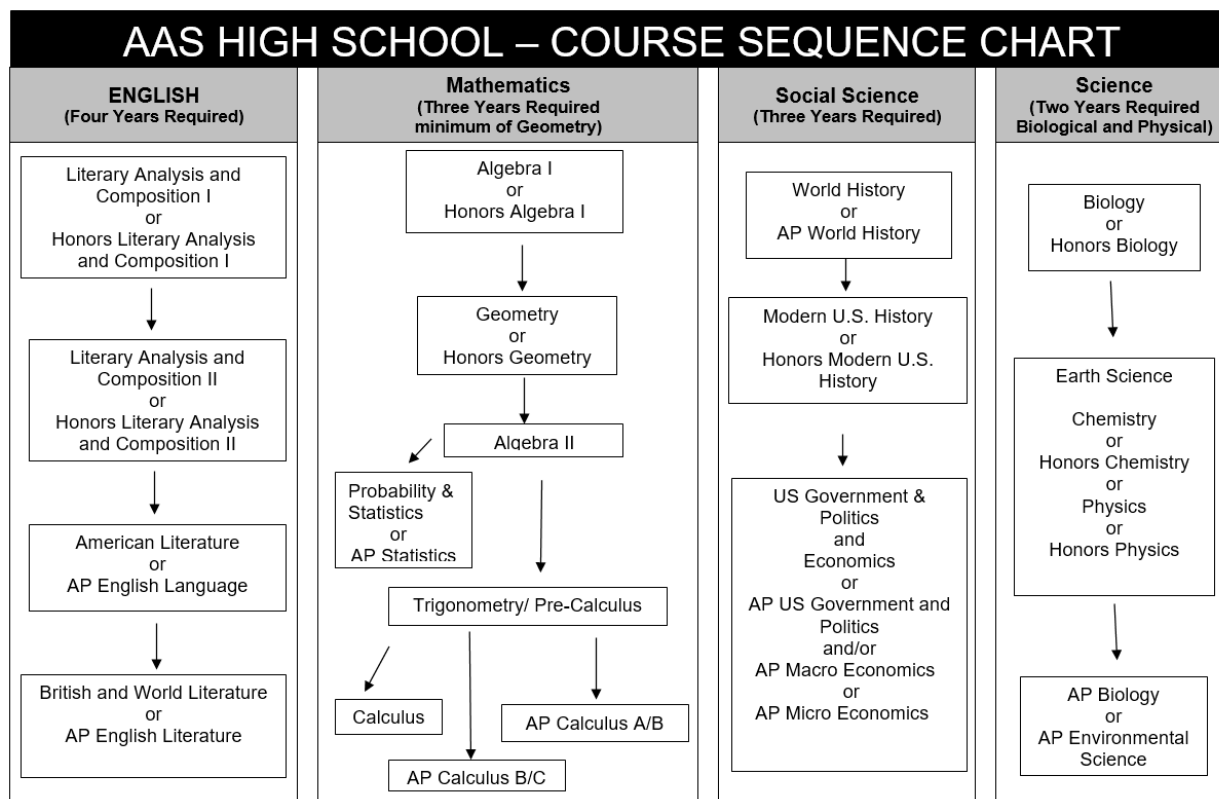 AAS HIGH SCHOOL – COURSE SEQUENCE CHART
ENGLISH
(Four Years Required)
Literary Analysis and
Composition I
or
Honors Literary Analysis
and Composition I
Literary Analysis and
Composition II
or
Honors Literary Analysis
and Composition II
American Literature
or
AP English Language
British and World Literature
or
AP English Literature
Mathematics
(Three Years Required
minimum of Geometry)
Algebra I
or
Honors Algebra I
Geometry
or
Honors Geometry
Algebra II
Probability &
Statistics
or
AP Statistics
Trigonometry/ Pre-Calculus
Calculus
AP Calculus A/B
AP Calculus B/C
Social Science
(Three Years Required)
World History
or
AP World History
Modern U.S. History
or
Honors Modern U.S.
History
US Government &
Politics
and
Economics
or
AP US Government and
Politics
and/or
AP Macro Economics
or
AP Micro Economics
Science
(Two Years Required
Biological and Physical)
Biology
or
Honors Biology
Earth Science
Chemistry
or
Honors Chemistry
or
Physics
or
Honors Physics
AP Biology
or
AP Environmental
Science